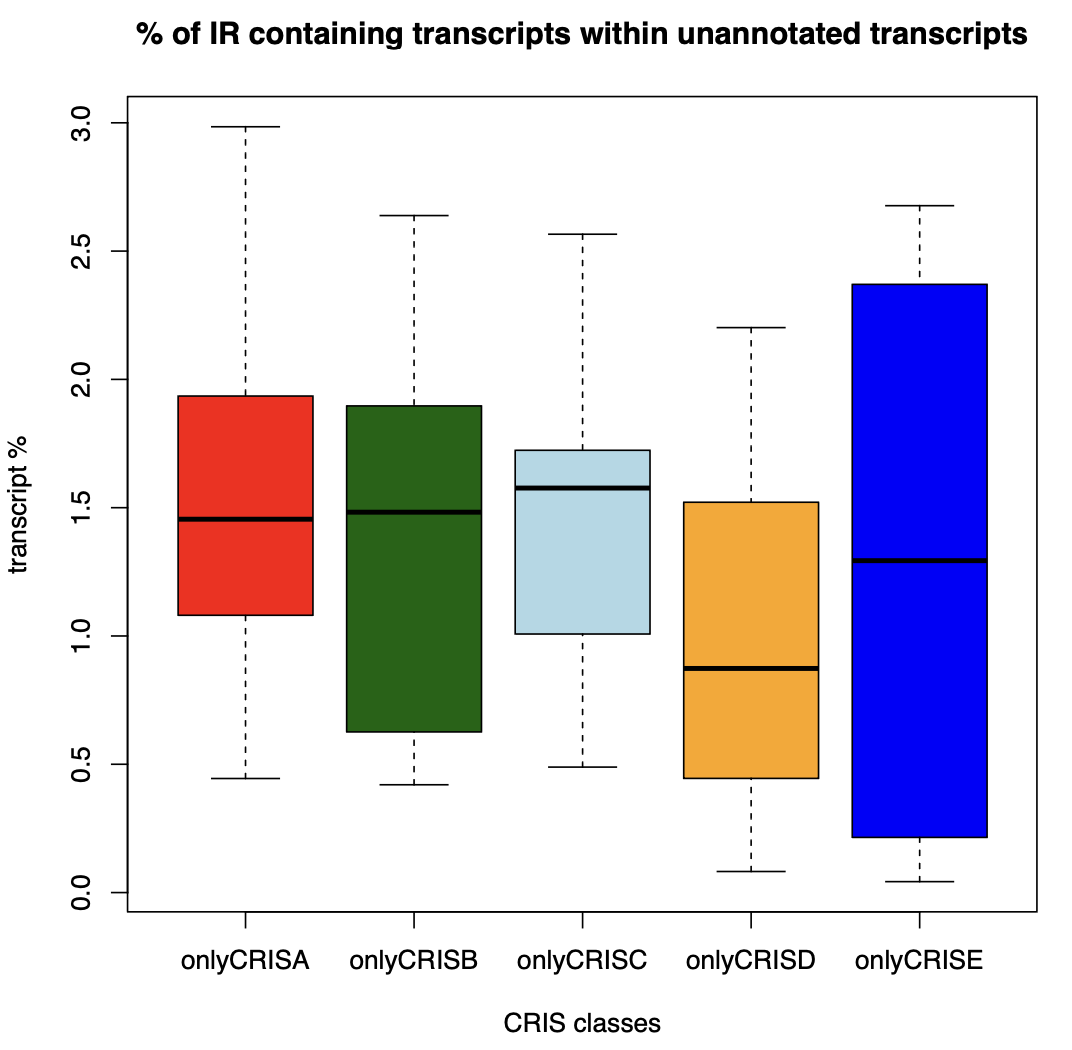 % of IR containing transcripts within unannotated transcripts
transcript %
3.0
2.5
2.0
1.5
1.0
0.5
0.0
onlyCRISA onlyCRISB onlyCRISC onlyCRISD onlyCRISE
CRIS classes